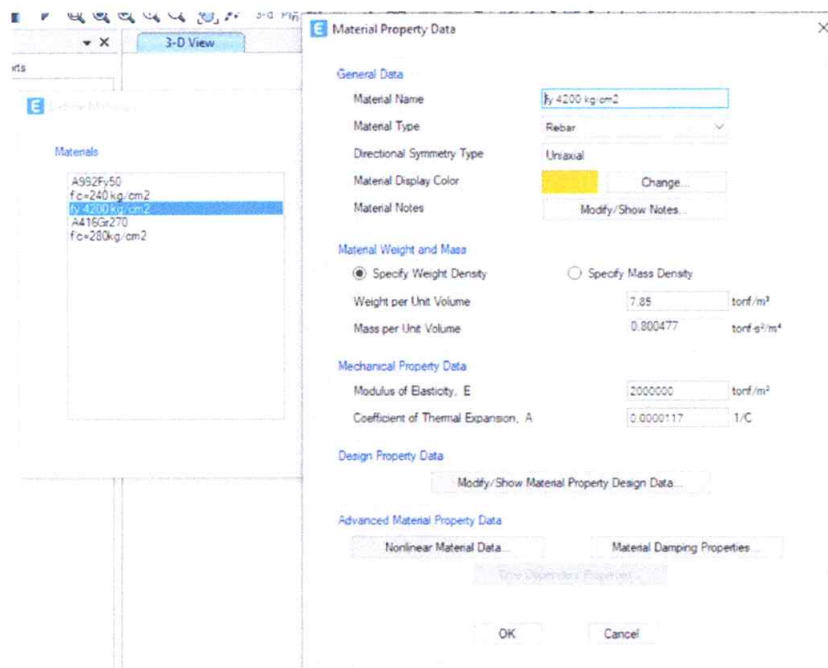 3-d
3-D View
rts
E
Materials
A992Fy50
f'c=240 kg/cm2
fy 4200 kg/cm2
A416Gr270
f'c=280kg/cm2
E Material Property Data
General Data
Material Name fy 4200 kg/cm2
Material Type Rebar
Directional Symmetry Type Uniaxial
Material Display Color Change...
Material Notes Modify/Show Notes...
Material Weight and Mass
Specify Weight Density Specify Mass Density
Weight per Unit Volume 7.85 tonf/m³
Mass per Unit Volume 0.800477 tonf-s²/m⁴
Mechanical Property Data
Modulus of Elasticity, E 2000000 tonf/m²
Coefficient of Thermal Expansion, A 0.0000117 1/C
Design Property Data
Modify/Show Material Property Design Data...
Advanced Material Property Data
Nonlinear Material Data... Material Damping Properties...
Time Dependent Properties...
OK Cancel